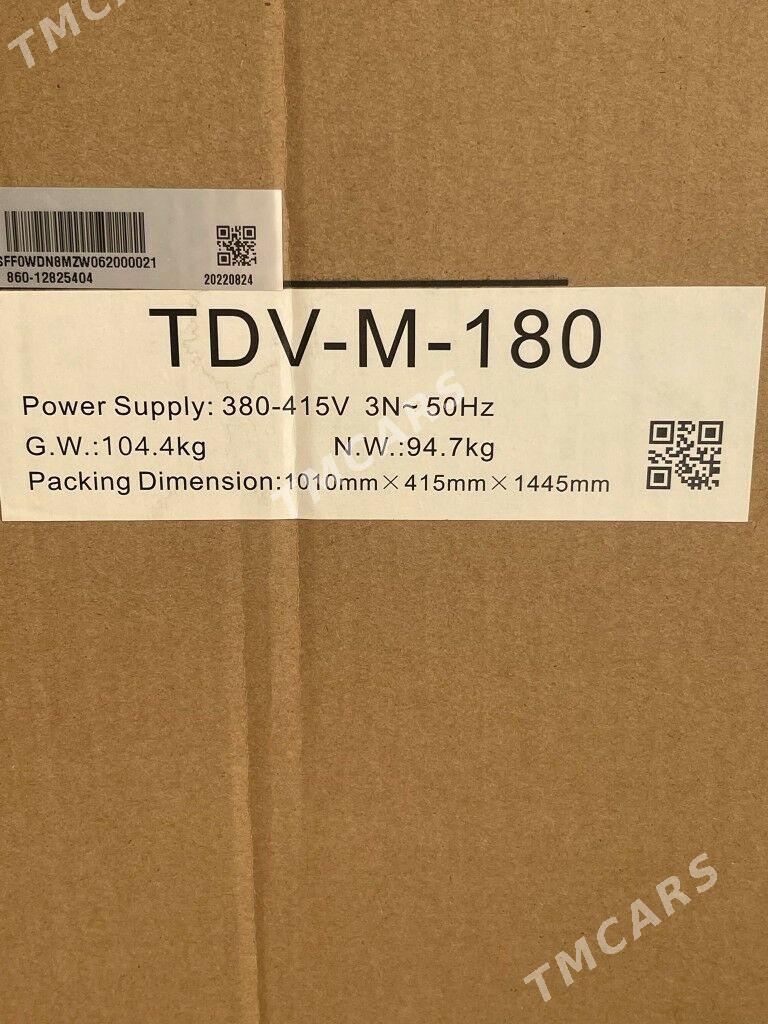 TMCARS
SFF0WDN8MZW062000021
860-12825404
20220824
TDV-M-180
Power Supply: 380-415V 3N~ 50Hz
G.W.:104.4kg N.W.:94.7kg
Packing Dimension:1010mm×415mm×1445mm
TMCARS
TMCARS